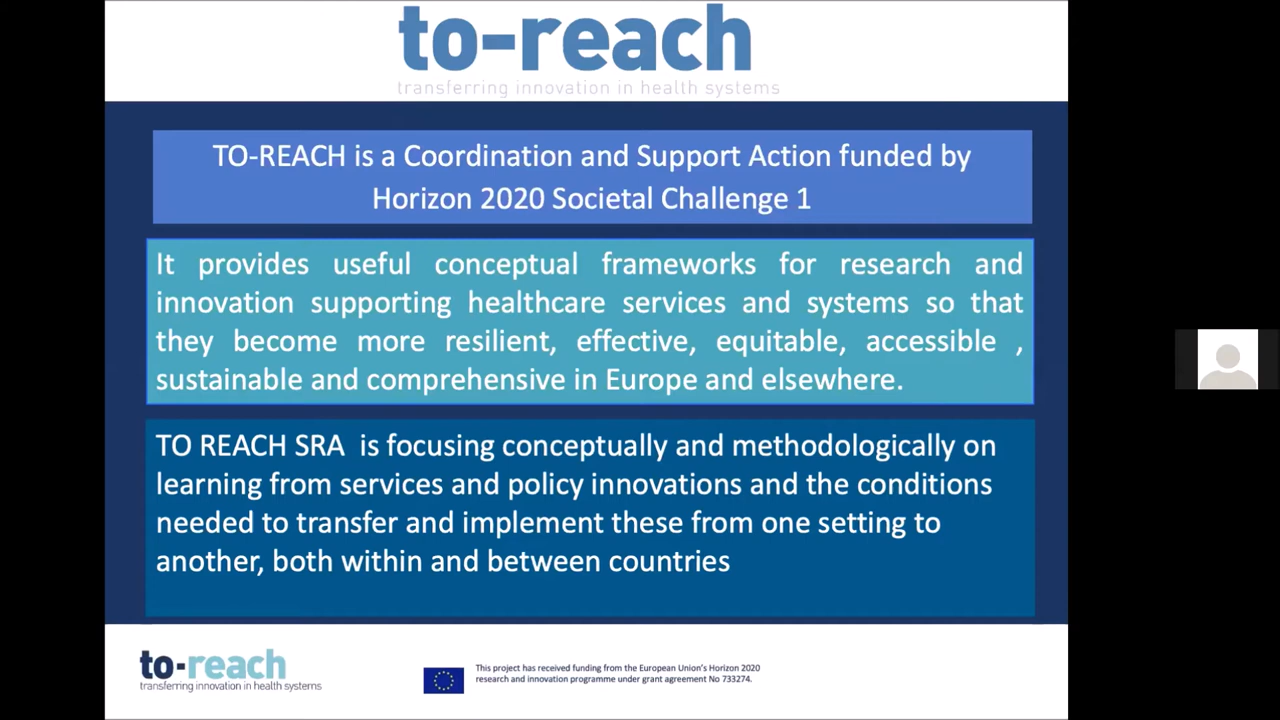 to-reach
transferring innovation in health systems
TO-REACH is a Coordination and Support Action funded by
Horizon 2020 Societal Challenge 1
It provides useful conceptual frameworks for research and
innovation supporting healthcare services and systems so that
they become more resilient, effective, equitable, accessible ,
sustainable and comprehensive in Europe and elsewhere.
TO REACH SRA is focusing conceptually and methodologically on
learning from services and policy innovations and the conditions
needed to transfer and implement these from one setting to
another, both within and between countries
to-reach
transferring innovation in health systems
This project has received funding from the European Union's Horizon 2020
research and innovation programme under grant agreement No 733274.